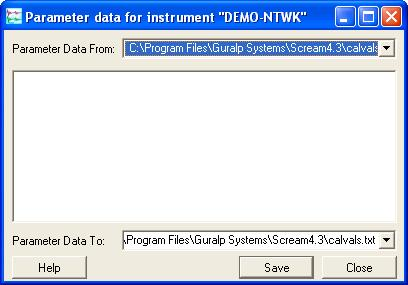 Parameter data for instrument "DEMO-NTWK"
Parameter Data From: C:\Program Files\Guralp Systems\Scream4.3\calvals
Parameter Data To: \Program Files\Guralp Systems\Scream4.3\calvals.txt
Help Save Close